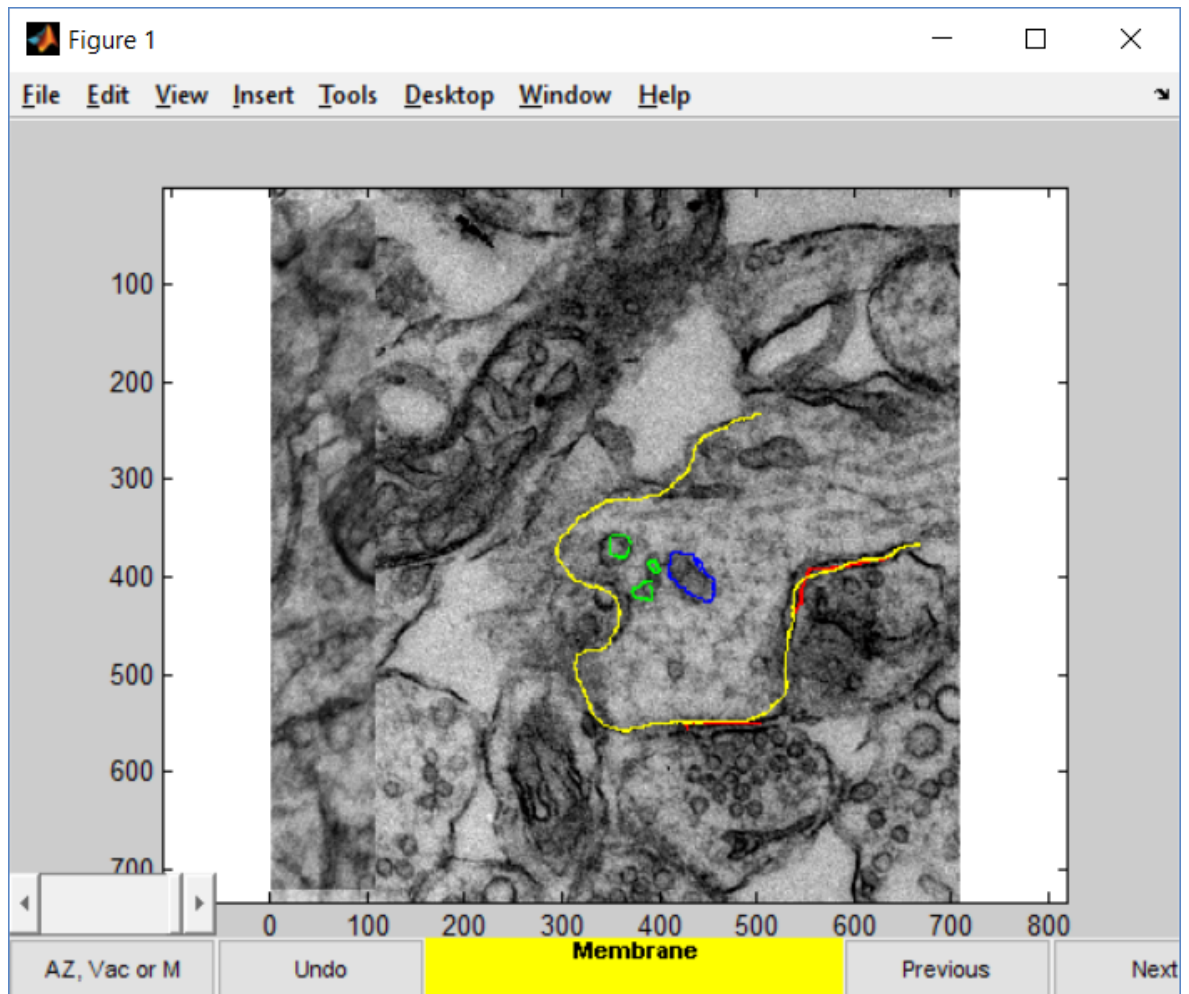 Figure 1
File Edit View Insert Tools Desktop Window Help
100
200
300
400
500
600
700
0 100 200 300 400 500 600 700 800
AZ, Vac or M Undo Membrane Previous Next